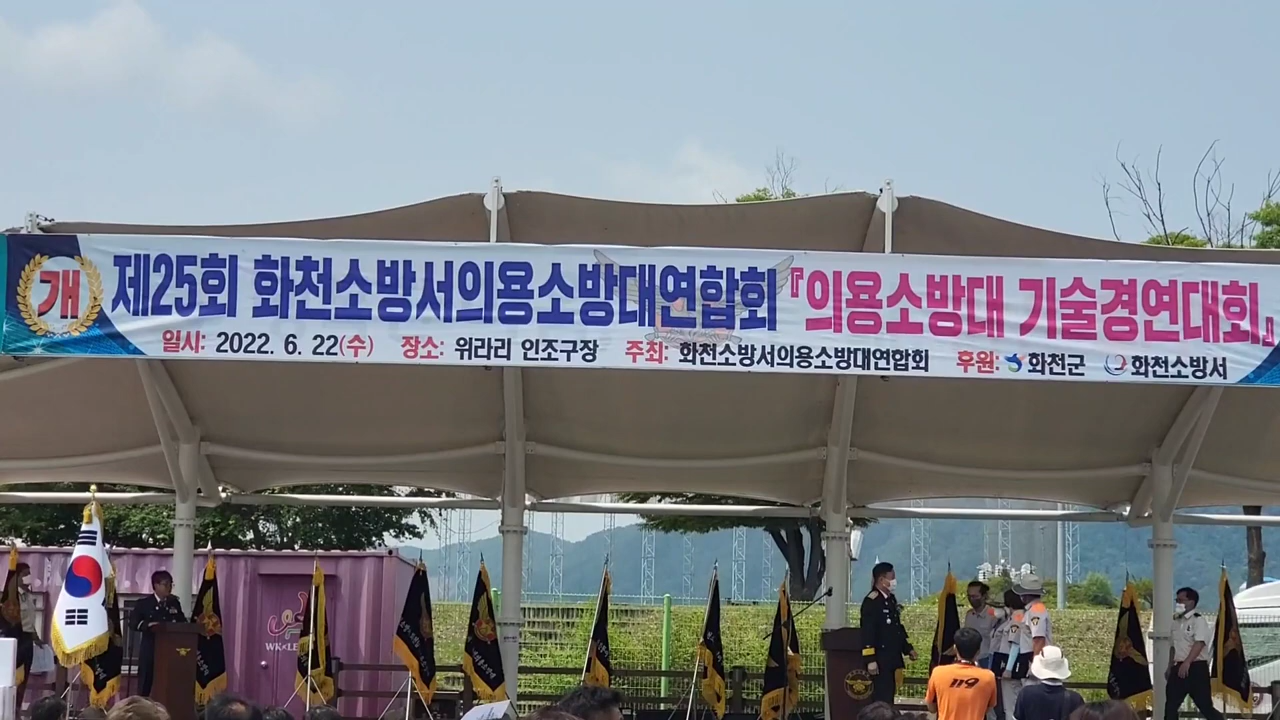 개 제25회 화천소방서의용소방대연합회 『의용소방대 기술경연대회』
일시: 2022. 6. 22(수) 장소: 위라리 인조구장 주최: 화천소방서의용소방대연합회 후원: 화천군 화천소방서
119